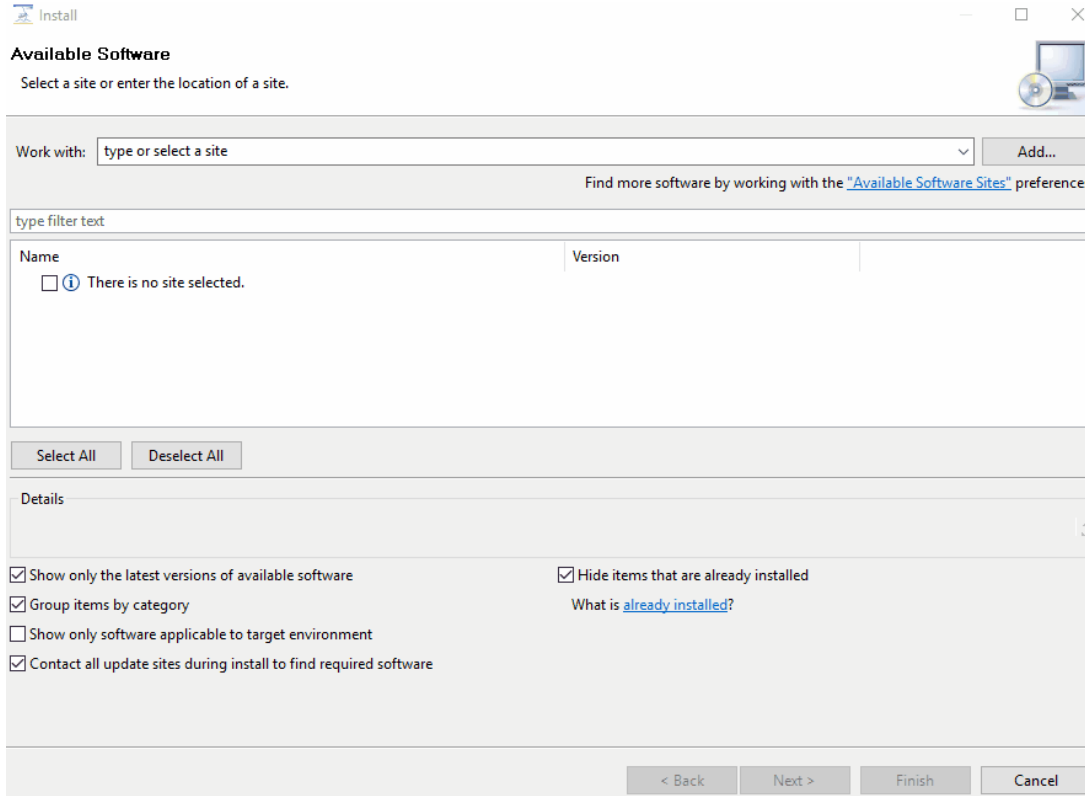 Install
Available Software
Select a site or enter the location of a site.
Work with: type or select a site Add...
Find more software by working with the "Available Software Sites" preference
type filter text
Name Version
There is no site selected.
Select All Deselect All
Details
Show only the latest versions of available software Hide items that are already installed
Group items by category What is already installed?
Show only software applicable to target environment
Contact all update sites during install to find required software
< Back Next > Finish Cancel